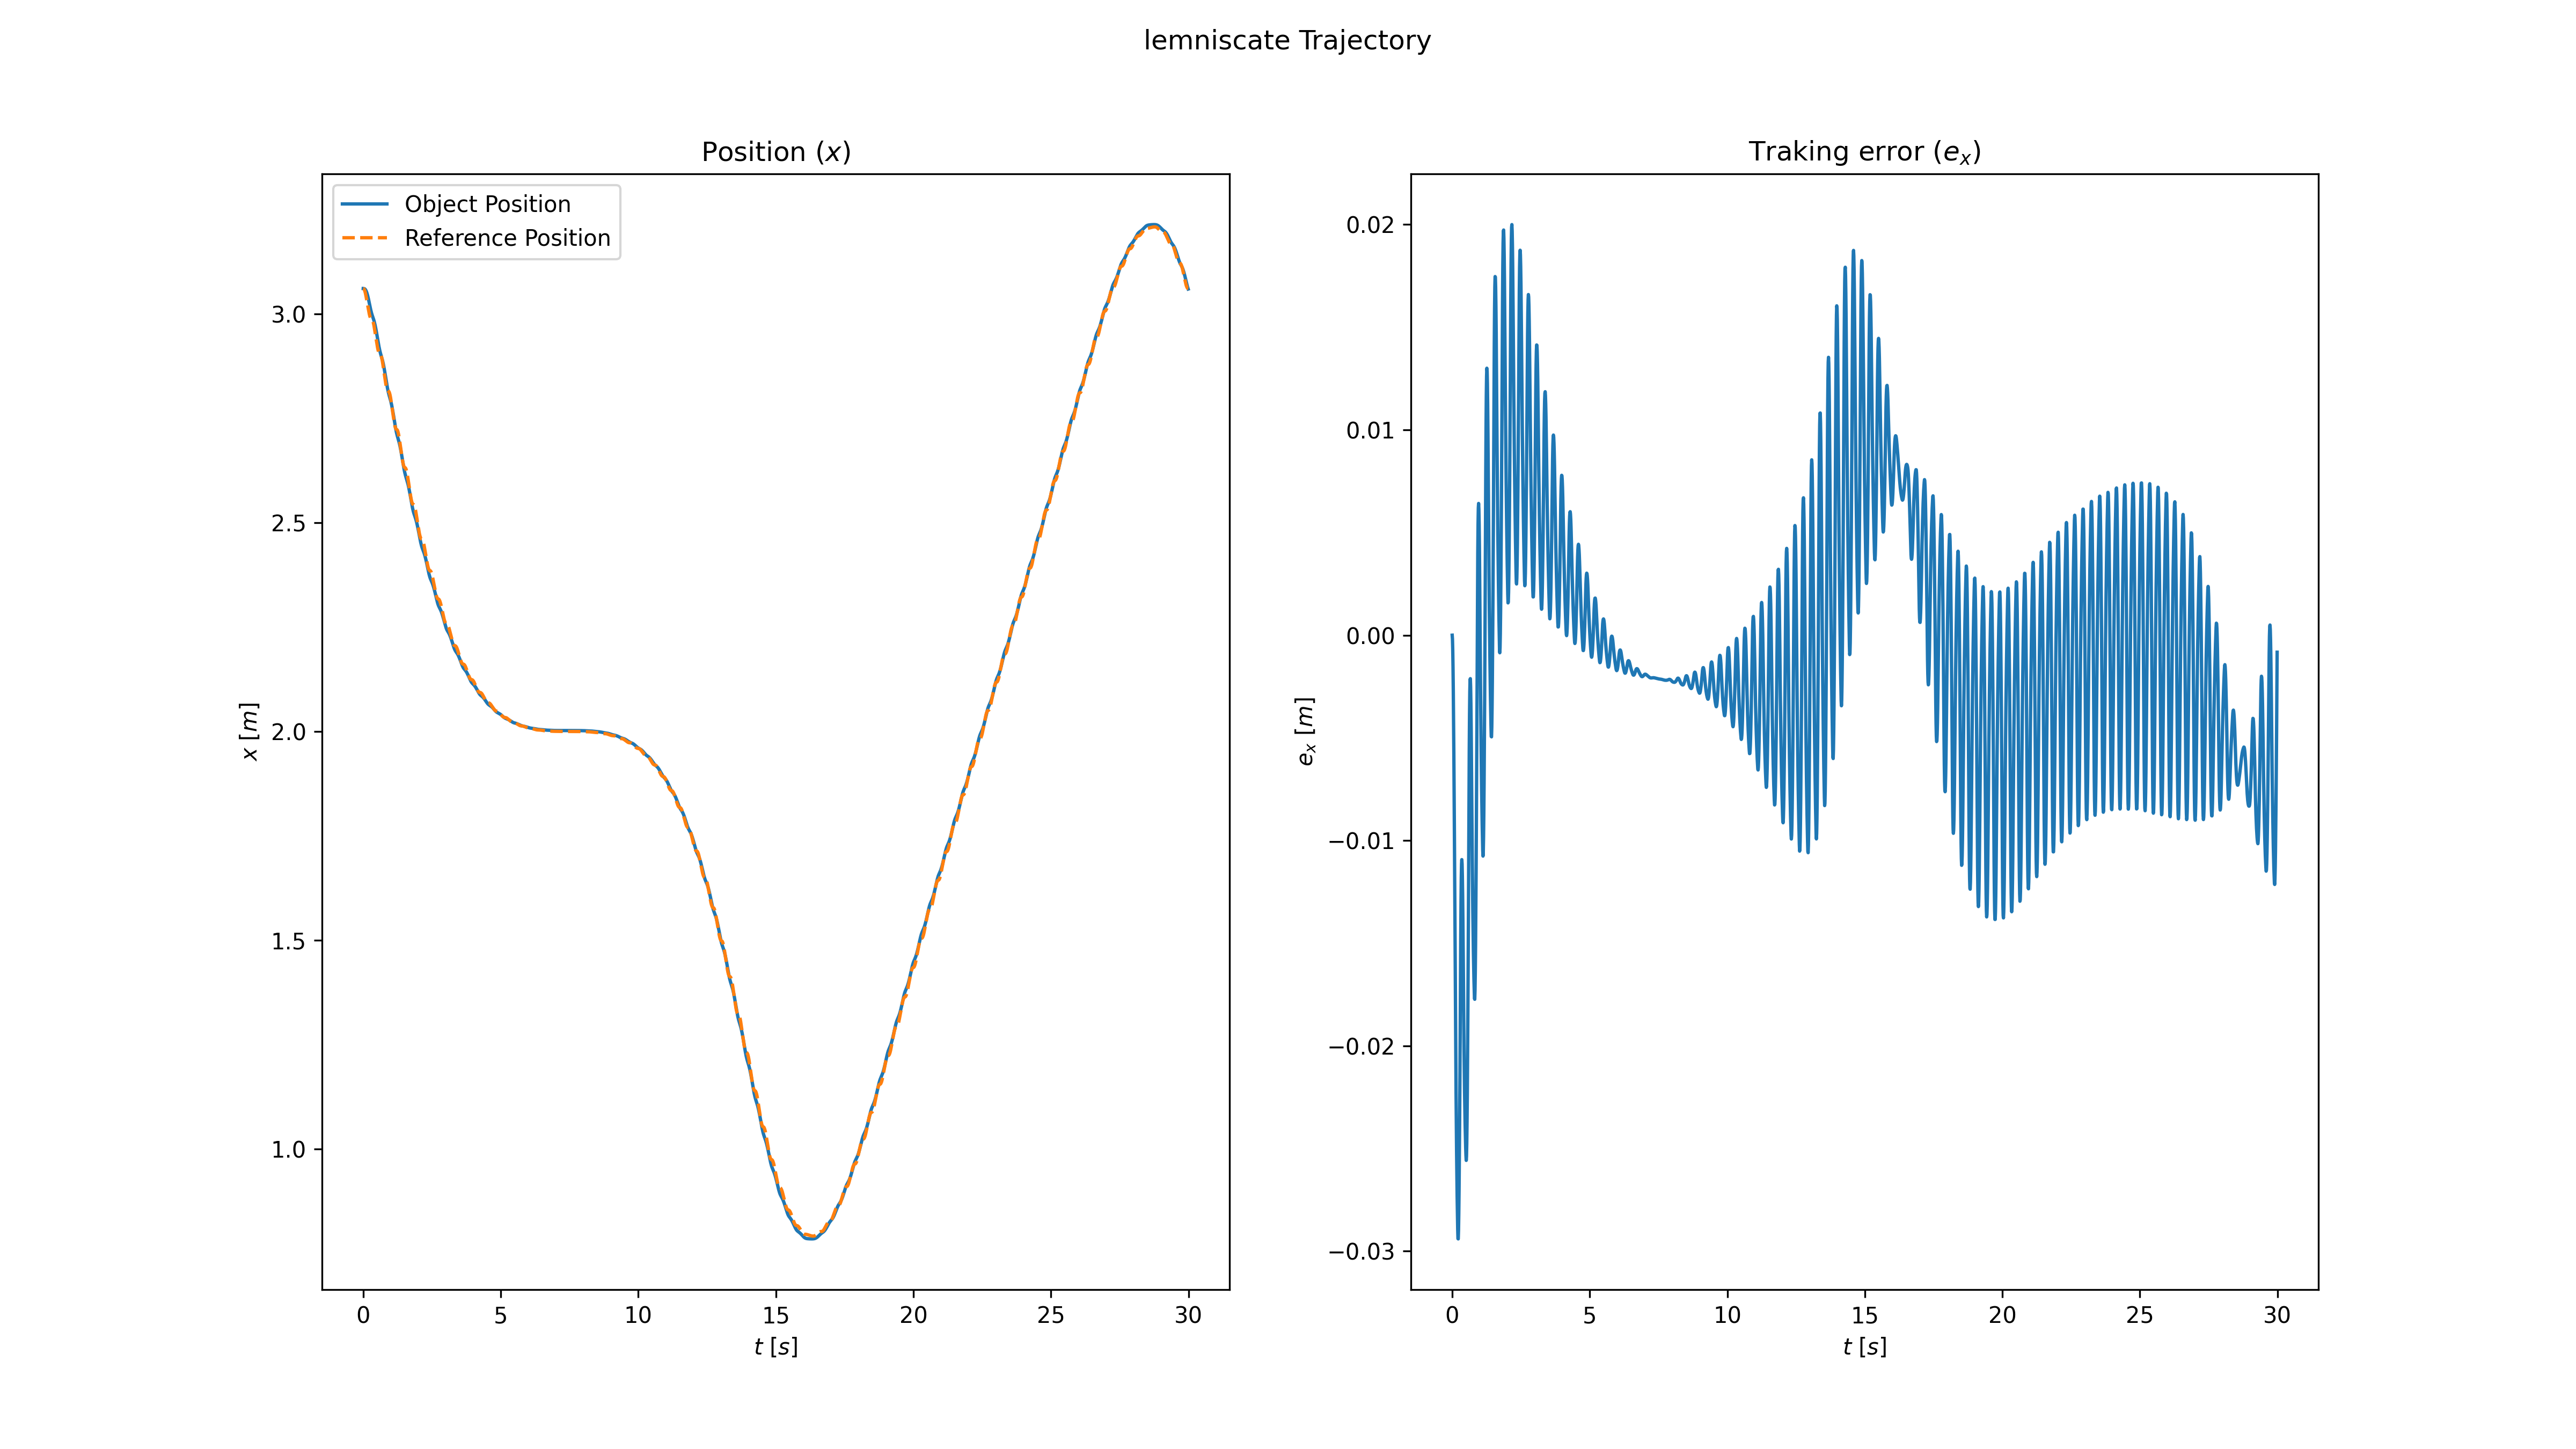 lemniscate Trajectory
Position (x)
Object Position
Reference Position
3.0
2.5
2.0
1.5
1.0
x [m]
0 5 10 15 20 25 30
t [s]
Traking error (eₓ)
0.02
0.01
0.00
−0.01
−0.02
−0.03
eₓ [m]
0 5 10 15 20 25 30
t [s]